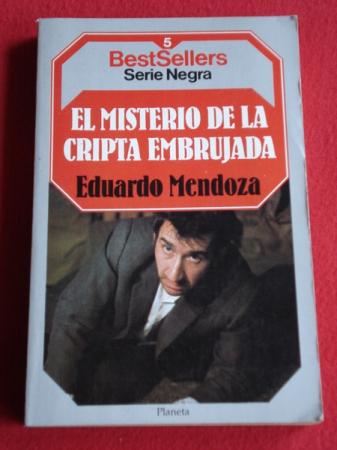 5
BestSellers
Serie Negra
EL MISTERIO DE LA
CRIPTA EMBRUJADA
Eduardo Mendoza
Planeta